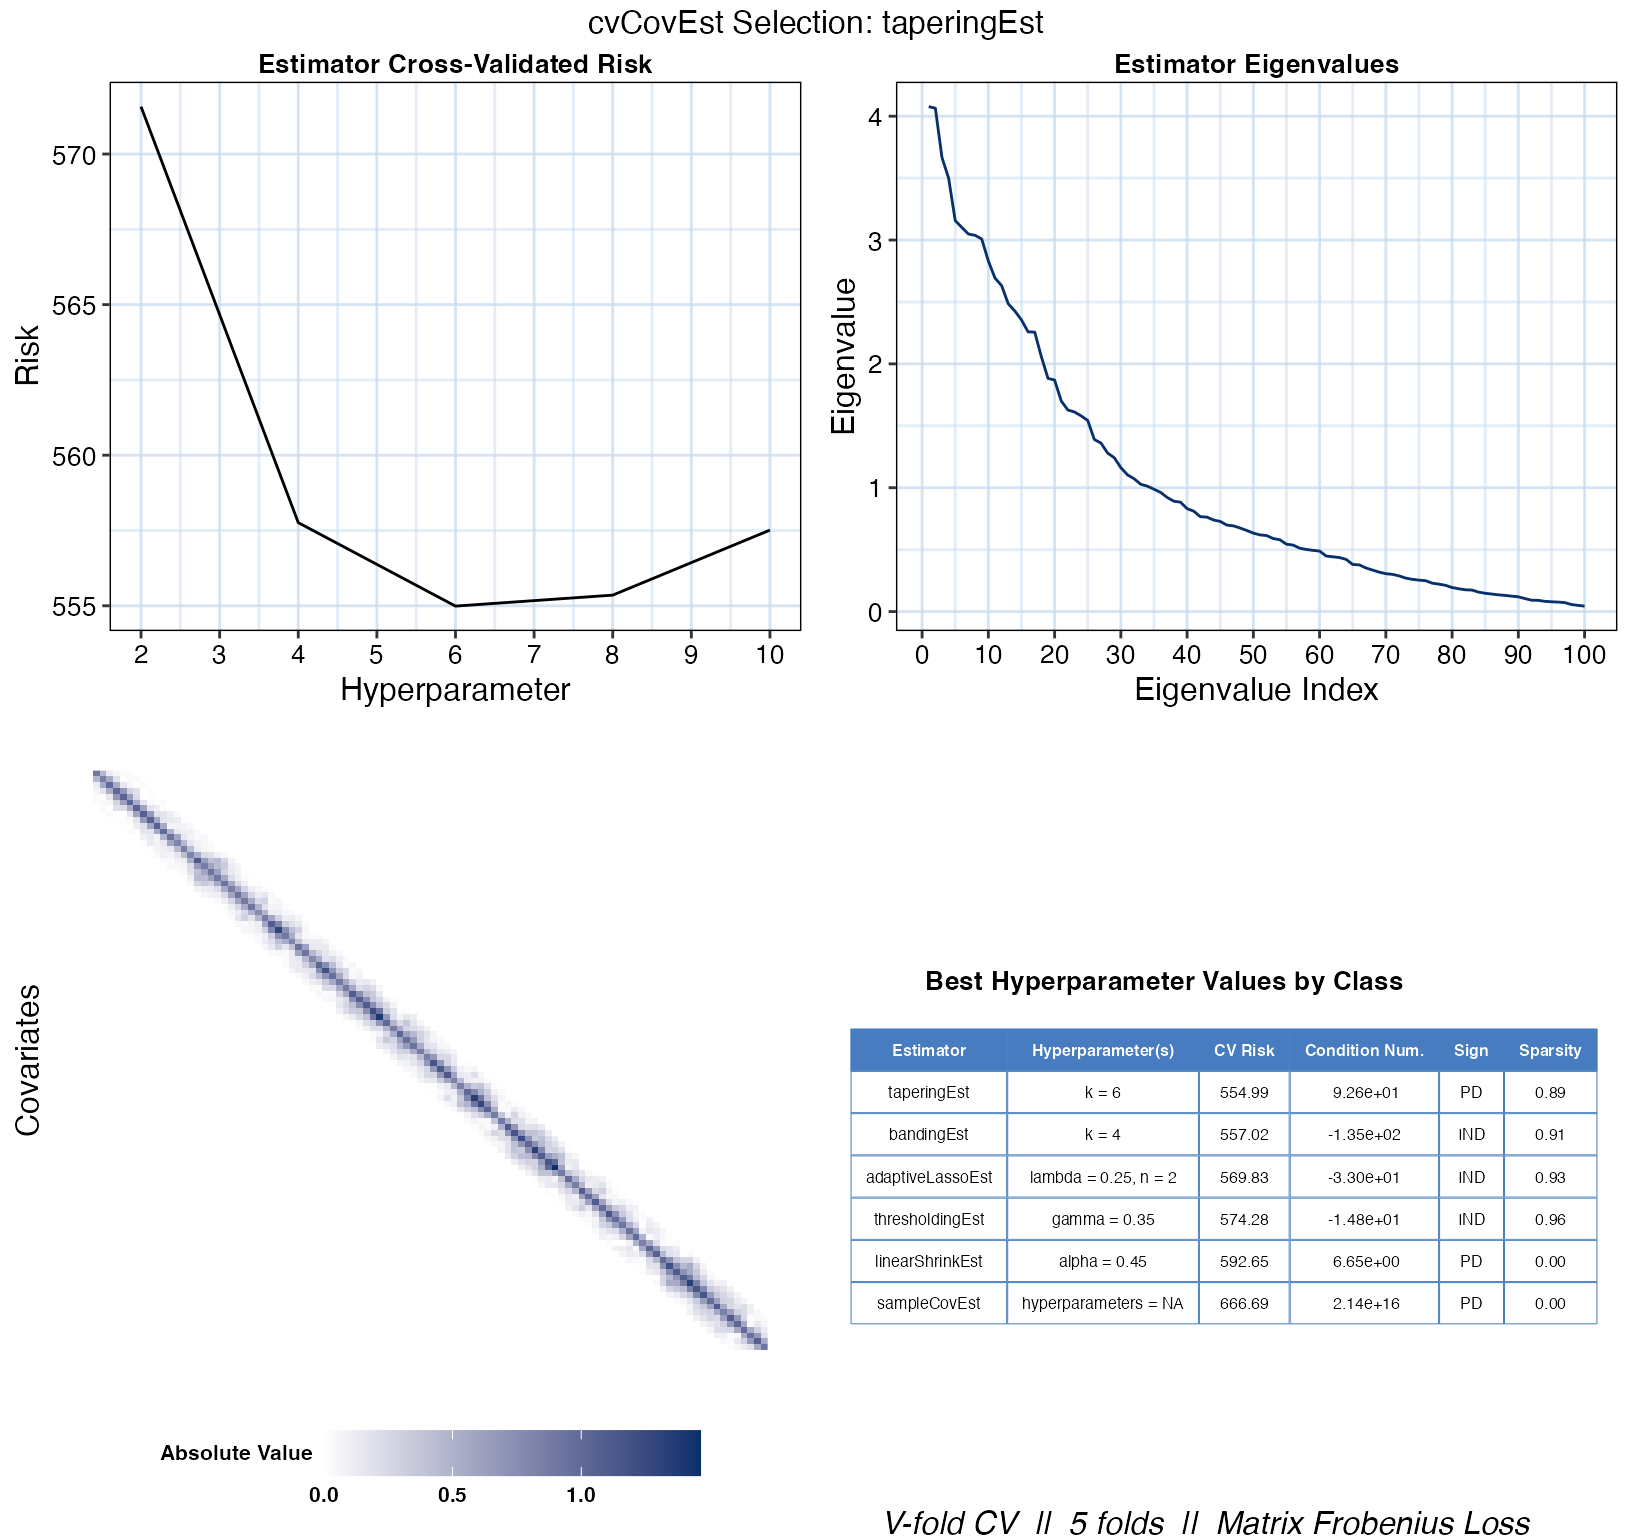 cvCovEst Selection: taperingEst
Estimator Cross-Validated Risk
570
565
560
555
Risk
2 3 4 5 6 7 8 9 10
Hyperparameter
Estimator Eigenvalues
4
3
2
1
0
Eigenvalue
0 10 20 30 40 50 60 70 80 90 100
Eigenvalue Index
Covariates
Absolute Value
0.0 0.5 1.0
Best Hyperparameter Values by Class
Estimator Hyperparameter(s) CV Risk Condition Num. Sign Sparsity
taperingEst k = 6 554.99 9.26e+01 PD 0.89
bandingEst k = 4 557.02 -1.35e+02 IND 0.91
adaptiveLassoEst lambda = 0.25, n = 2 569.83 -3.30e+01 IND 0.93
thresholdingEst gamma = 0.35 574.28 -1.48e+01 IND 0.96
linearShrinkEst alpha = 0.45 592.65 6.65e+00 PD 0.00
sampleCovEst hyperparameters = NA 666.69 2.14e+16 PD 0.00
V-fold CV || 5 folds || Matrix Frobenius Loss